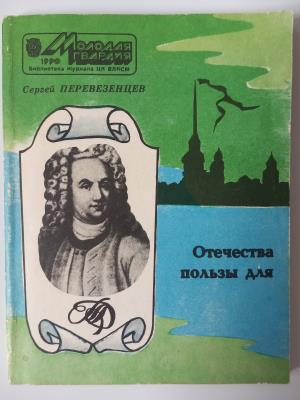 Молодая
гвардия
1990
Библиотека журнала ЦК ВЛКСМ
Сергей ПЕРЕВЕЗЕНЦЕВ
Отечества
пользы для